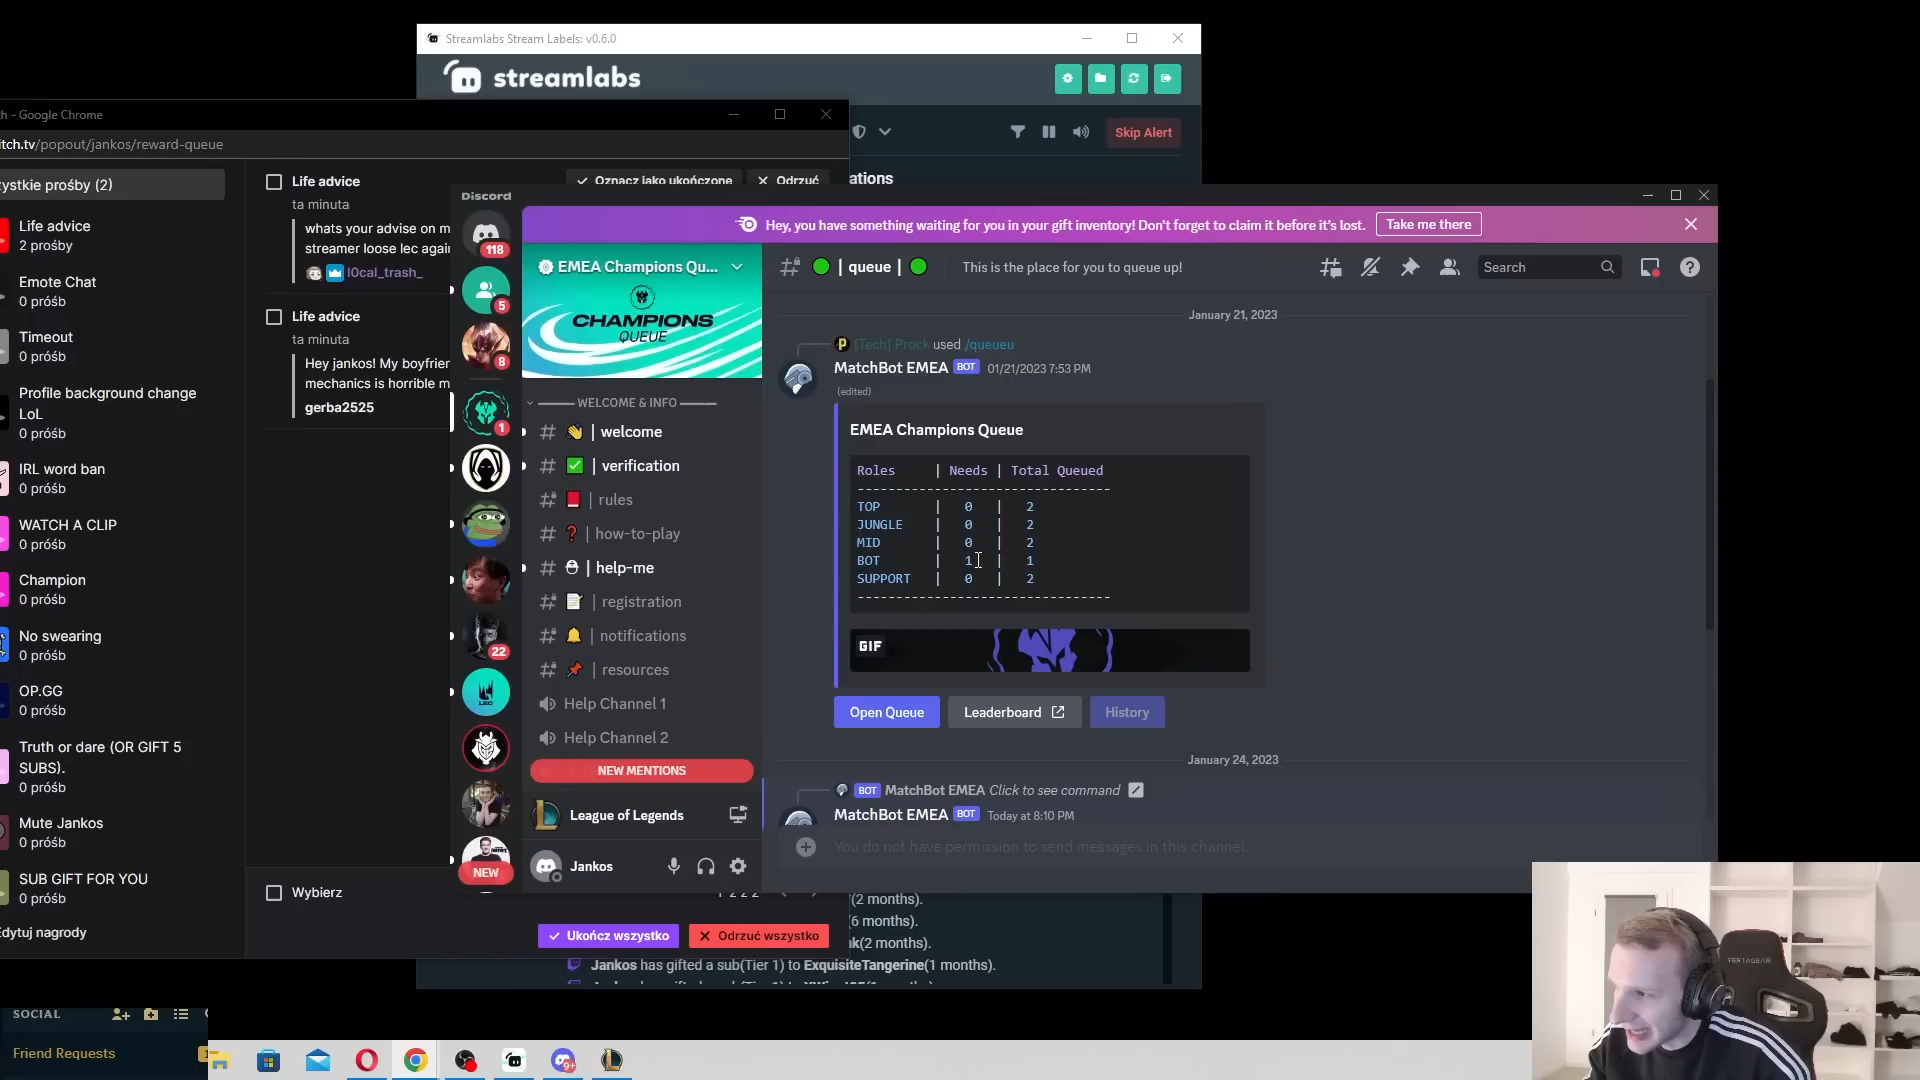 Streamlabs Stream Labels: v0.6.0
streamlabs
Skip Alert
ations
h - Google Chrome
itch.tv/popout/jankos/reward-queue
zystkie prośby (2)
Life advice
2 prośby
Emote Chat
0 próśb
Timeout
0 próśb
Profile background change
LoL
0 próśb
IRL word ban
0 próśb
WATCH A CLIP
0 próśb
Champion
0 próśb
No swearing
0 próśb
OP.GG
0 próśb
Truth or dare (OR GIFT 5
SUBS).
0 próśb
Mute Jankos
0 próśb
SUB GIFT FOR YOU
0 próśb
Edytuj nagrody
Life advice
Oznacz jako ukończone
Odrzuć
ta minuta
whats your advise on m
streamer loose lec agair
l0cal_trash_
Life advice
ta minuta
Hey jankos! My boyfrien
mechanics is horrible m
gerba2525
Wybierz
Ukończ wszystko
Odrzuć wszystko
Discord
118
5
8
1
22
NEW
Hey, you have something waiting for you in your gift inventory! Don't forget to claim it before it's lost.
Take me there
EMEA Champions Qu...
CHAMPIONS
QUEUE
WELCOME & INFO
| welcome
| verification
| rules
| how-to-play
| help-me
| registration
| notifications
| resources
Help Channel 1
Help Channel 2
NEW MENTIONS
League of Legends
Jankos
| queue |
This is the place for you to queue up!
Search
January 21, 2023
[Tech] Prock used /queueu
MatchBot EMEA BOT 01/21/2023 7:53 PM
(edited)
EMEA Champions Queue
Roles | Needs | Total Queued
---------------------------------
TOP | 0 | 2
JUNGLE | 0 | 2
MID | 0 | 2
BOT | 1 | 1
SUPPORT | 0 | 2
---------------------------------
GIF
Open Queue
Leaderboard
History
January 24, 2023
BOT MatchBot EMEA Click to see command
MatchBot EMEA BOT Today at 8:10 PM
You do not have permission to send messages in this channel.
(2 months).
(6 months).
k(2 months).
Jankos has gifted a sub(Tier 1) to ExquisiteTangerine(1 months).
SOCIAL
Friend Requests
9+
VERTAGEAR